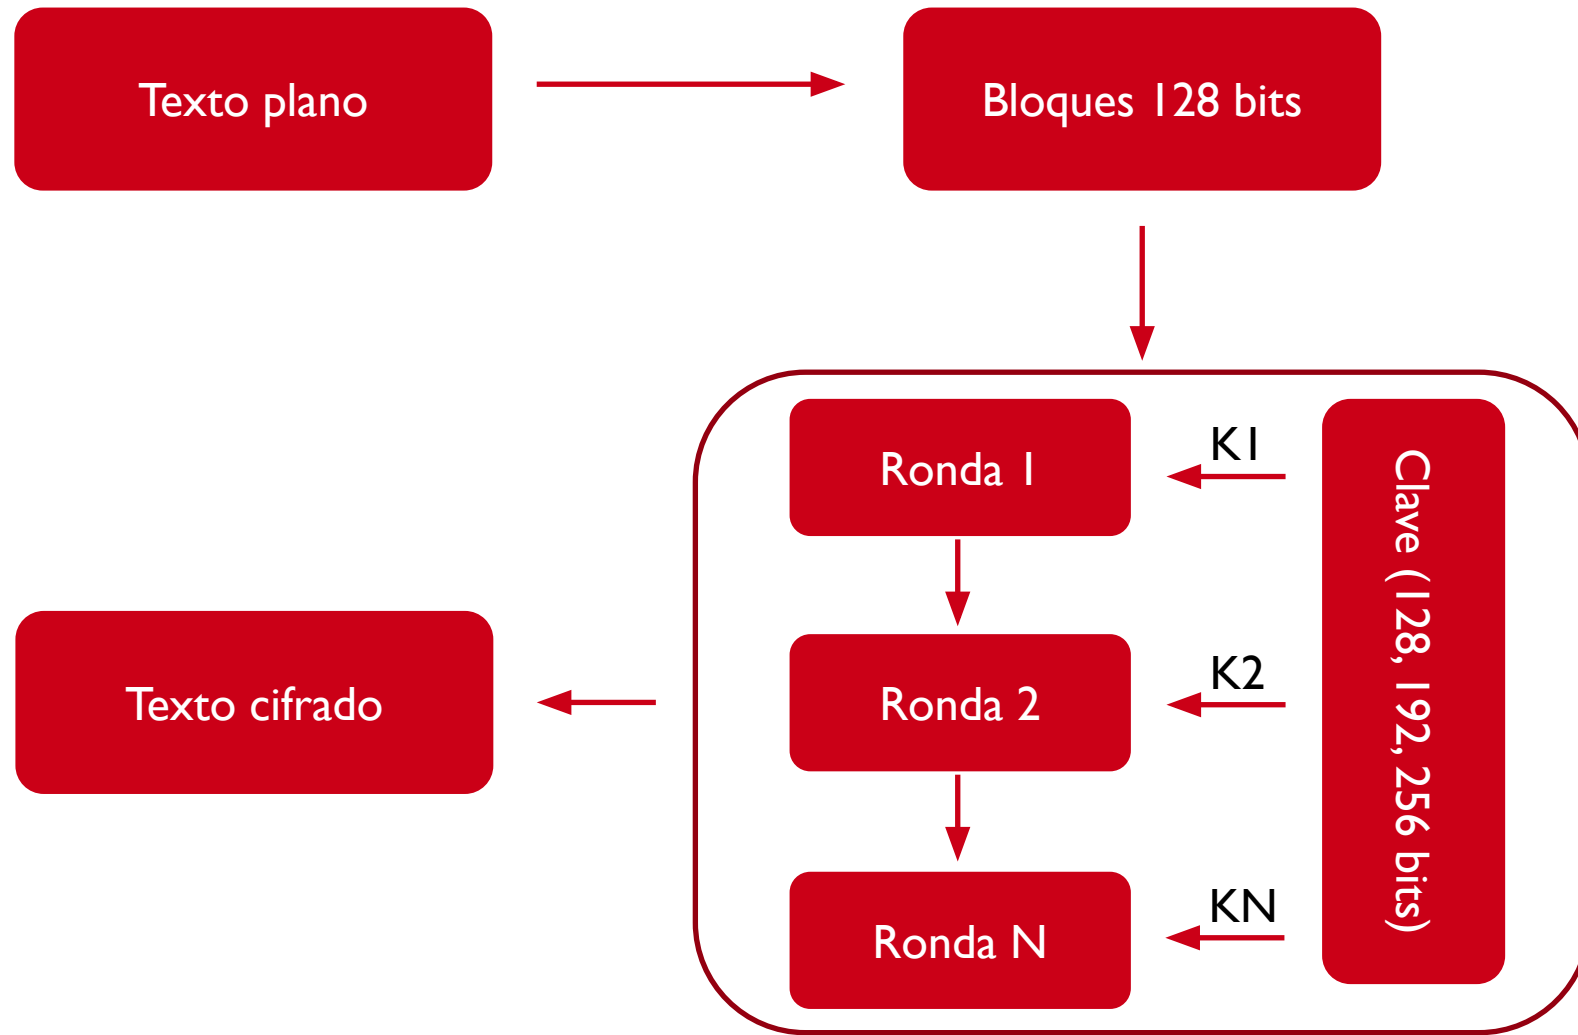 Texto plano
Bloques 128 bits
Ronda 1
K1
Clave (128, 192, 256 bits)
Texto cifrado
Ronda 2
K2
Ronda N
KN